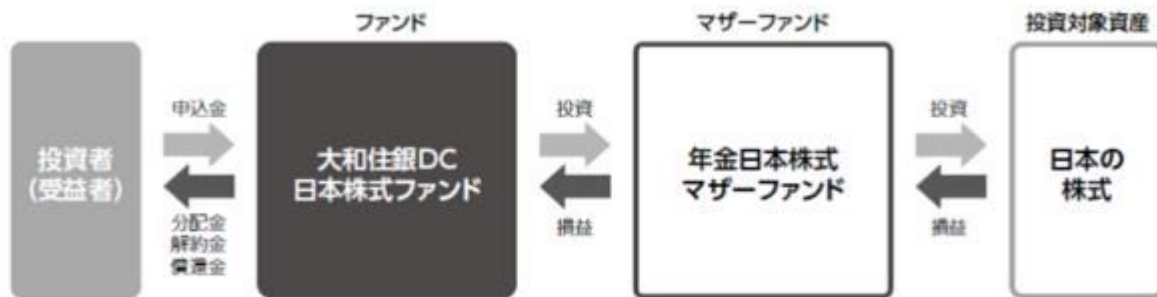 ファンド
マザーファンド
投資対象資産
投資者
(受益者)
申込金
分配金
解約金
償還金
大和住銀DC
日本株式ファンド
投資
損益
年金日本株式
マザーファンド
投資
損益
日本の
株式